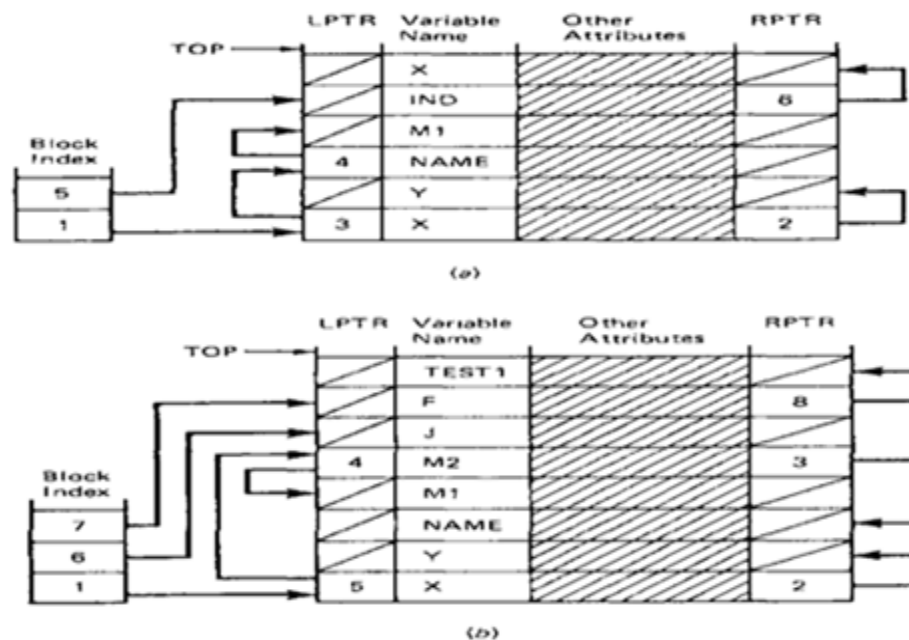 LPTR Variable Name Other Attributes RPTR
TOP
X
IND 6
M1
Block Index
4 NAME
5 Y
1 3 X 2
(a)
LPTR Variable Name Other Attributes RPTR
TOP
TEST1
F 8
J
4 M2 3
Block Index
M1
7 NAME
6 Y
1 5 X 2
(b)